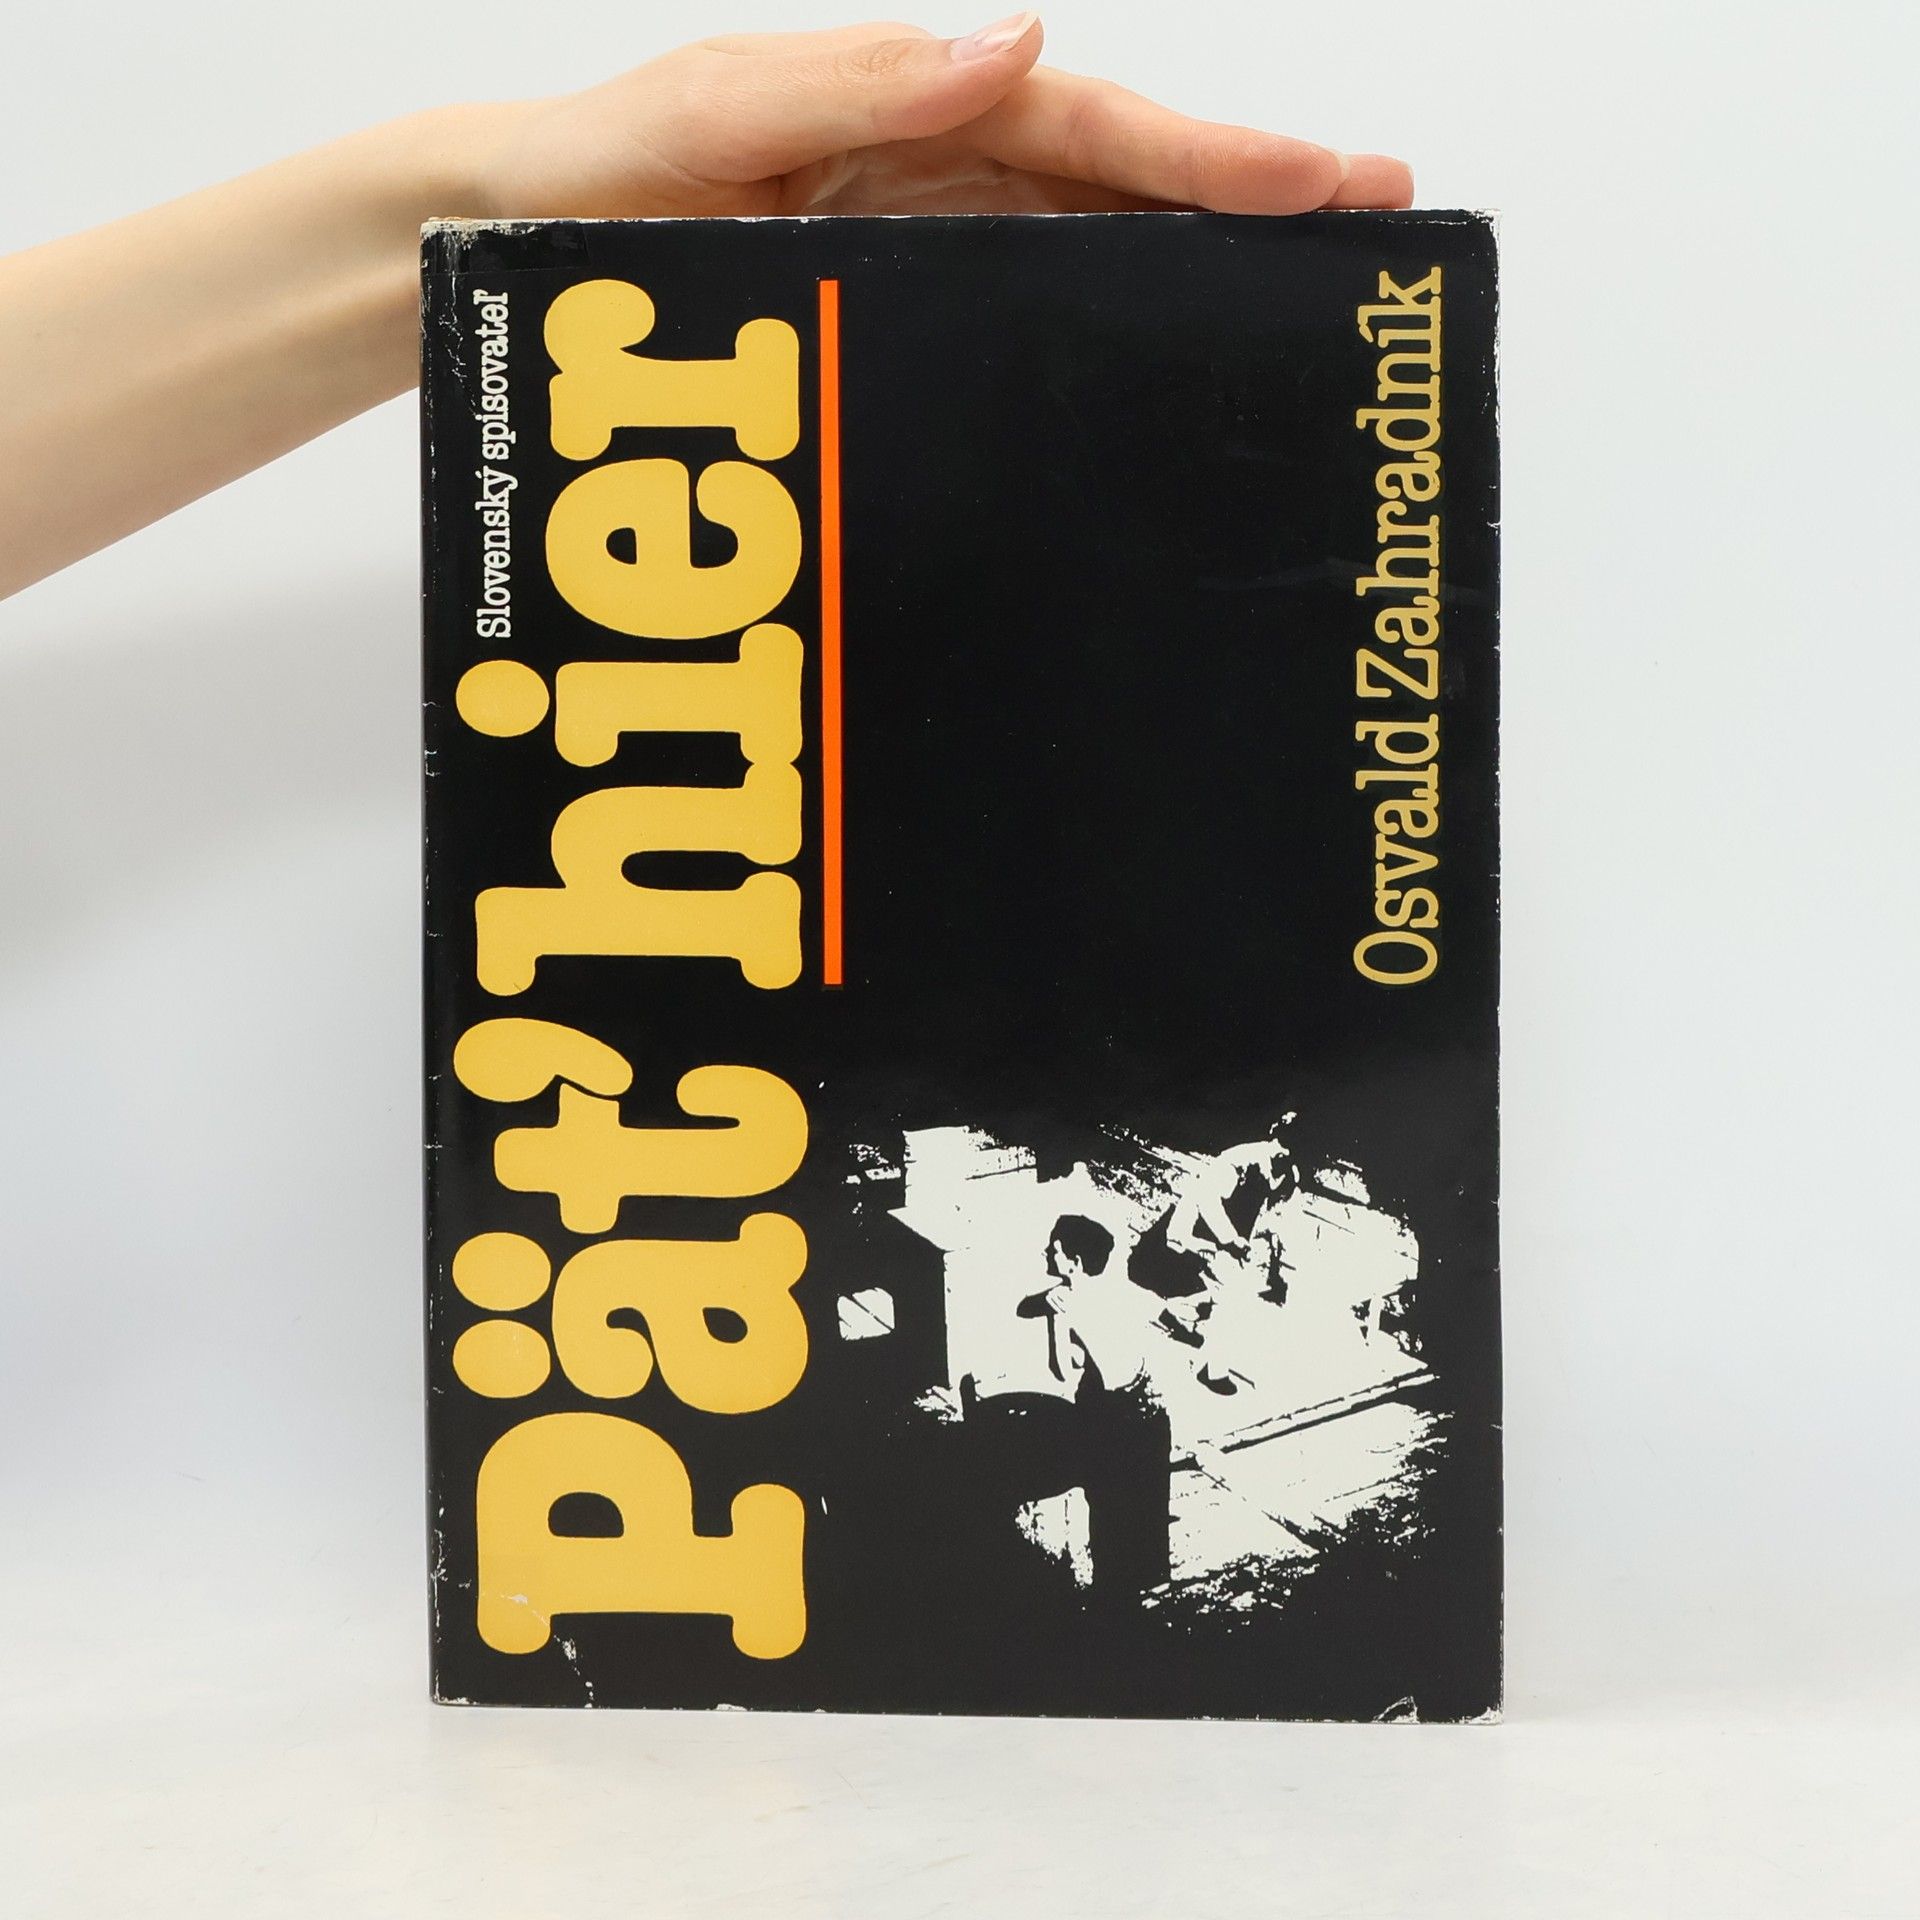 Slovenský spisovateľ
Päť hier
Osvald Zahradník